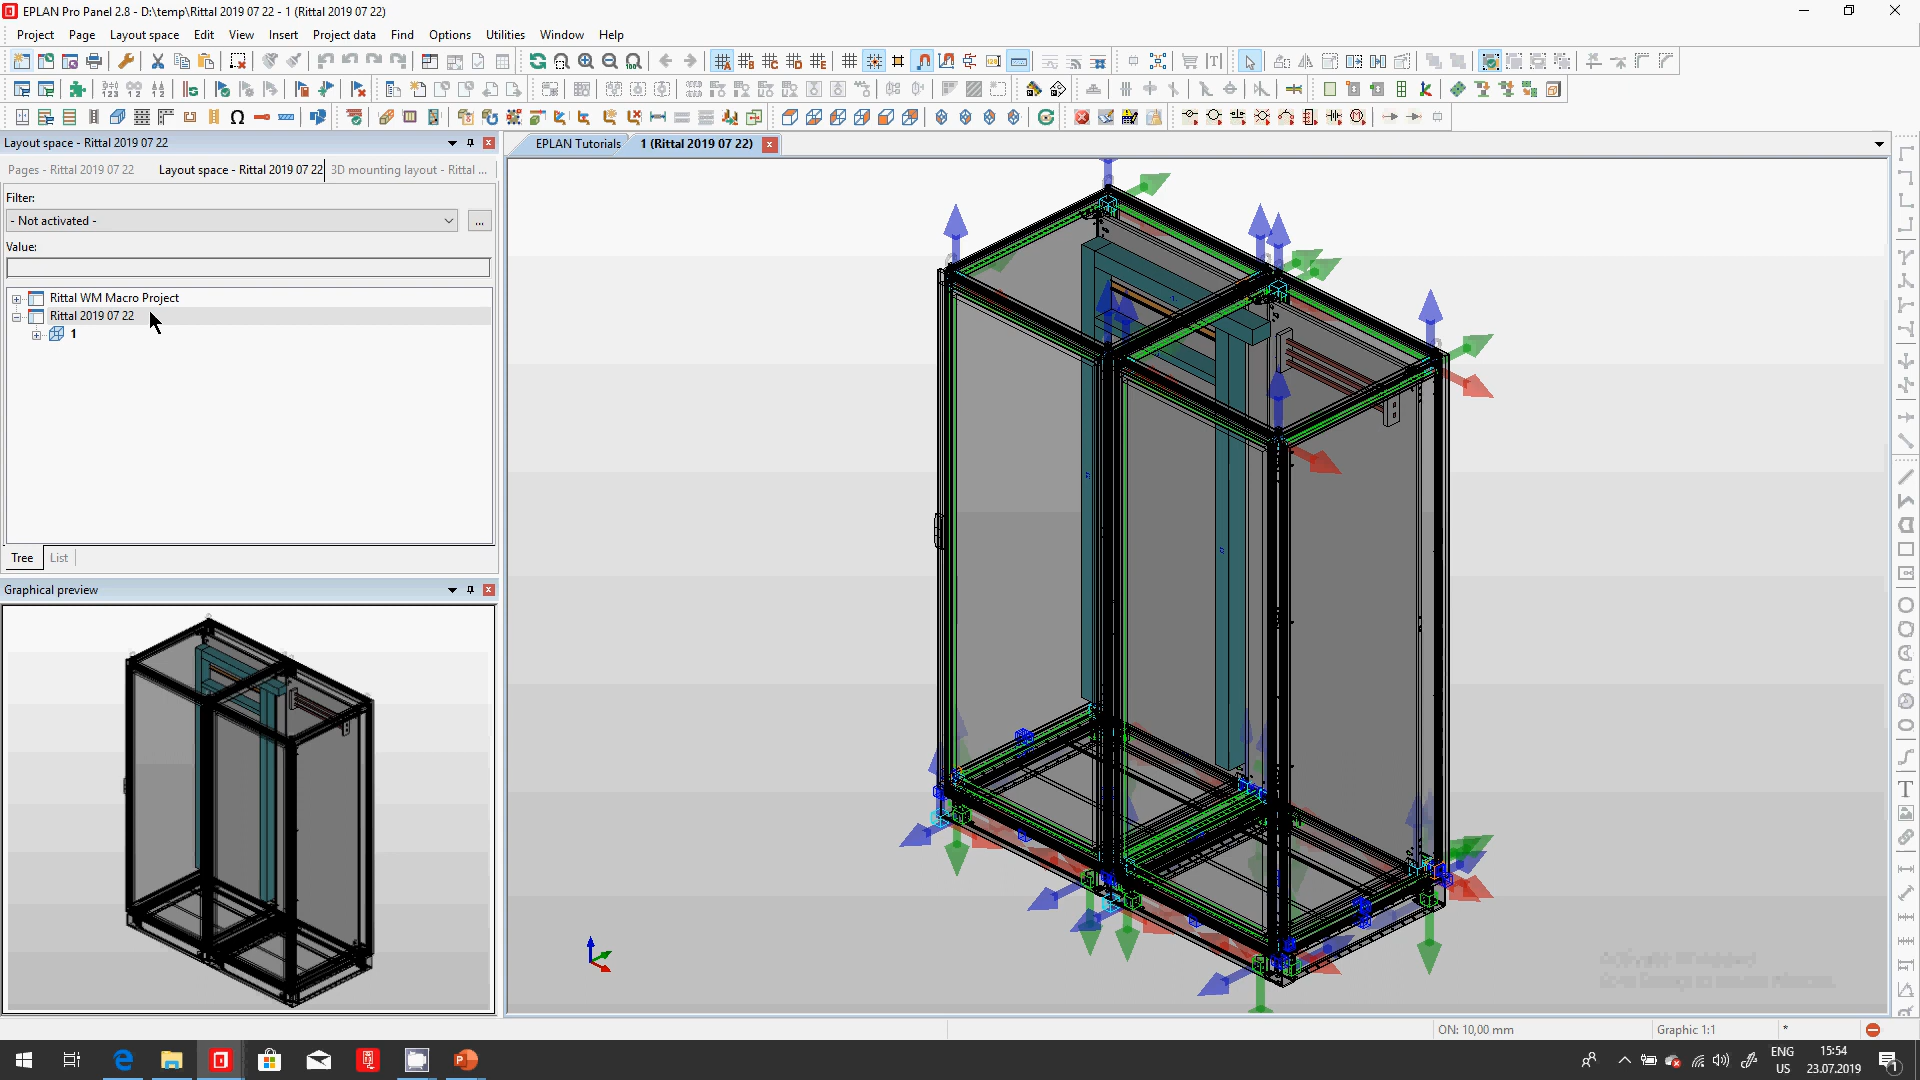 EPLAN Pro Panel 2.8 - D:\temp\Rittal 2019 07 22 - 1 (Rittal 2019 07 22)
Project Page Layout space Edit View Insert Project data Find Options Utilities Window Help
Layout space - Rittal 2019 07 22
EPLAN Tutorials 1 (Rittal 2019 07 22)
Pages - Rittal 2019 07 22 Layout space - Rittal 2019 07 22 3D mounting layout - Rittal ...
Filter:
- Not activated -
...
Value:
Rittal WM Macro Project
Rittal 2019 07 22
1
Tree List
Graphical preview
ON: 10,00 mm
Graphic 1:1
*
ENG
US
15:54
23.07.2019
1